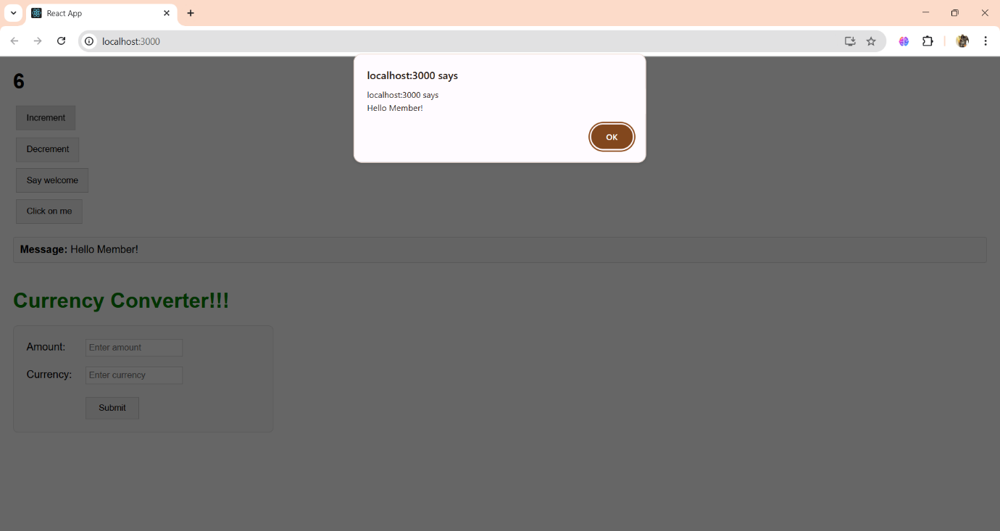 React App
localhost:3000
localhost:3000 says
localhost:3000 says
Hello Member!
OK
6
Increment
Decrement
Say welcome
Click on me
Message: Hello Member!
Currency Converter!!!
Amount: Enter amount
Currency: Enter currency
Submit